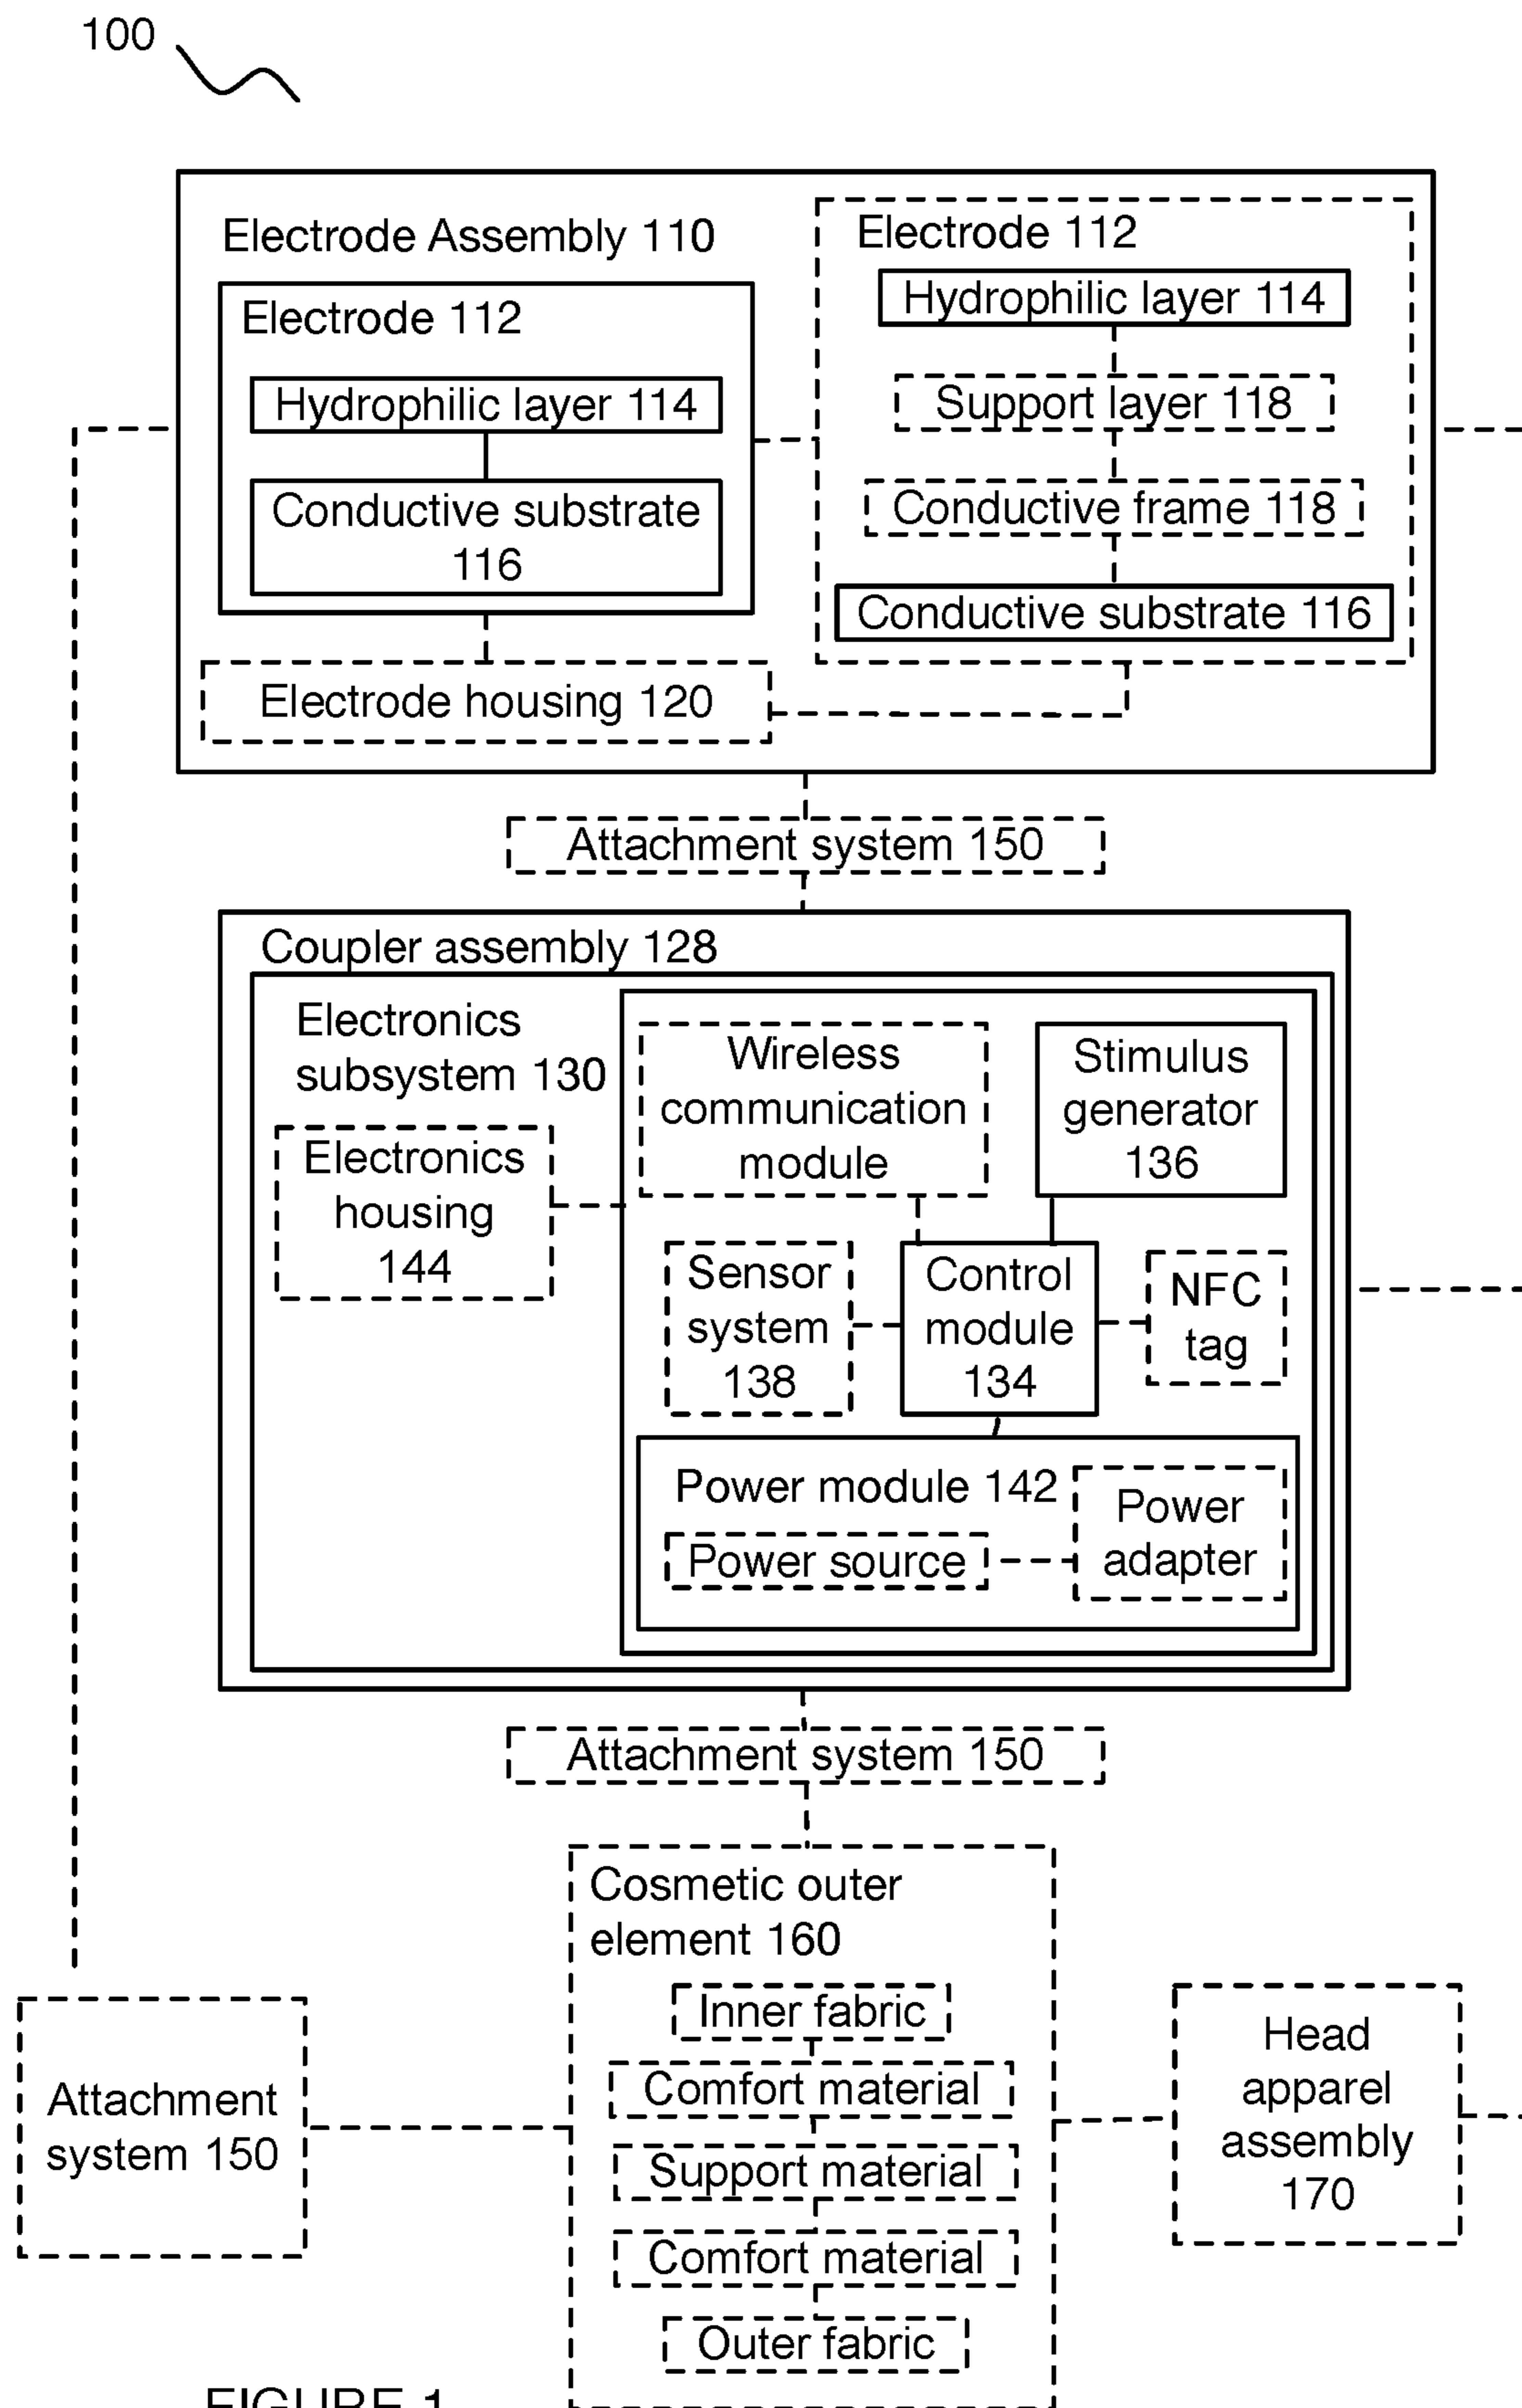 100
Electrode Assembly 110
Electrode 112
Hydrophilic layer 114
Conductive substrate
116
Electrode 112
Hydrophilic layer 114
Support layer 118
Conductive frame 118
Conductive substrate 116
Electrode housing 120
Attachment system 150
Coupler assembly 128
Electronics
subsystem 130
Electronics
housing
144
Wireless
communication
module
Stimulus
generator
136
Sensor
system
138
Control
module
134
NFC
tag
Power module 142
Power source
Power
adapter
Attachment system 150
Cosmetic outer
element 160
Inner fabric
Comfort material
Support material
Comfort material
Outer fabric
Attachment
system 150
Head
apparel
assembly
170
FIGURE 1